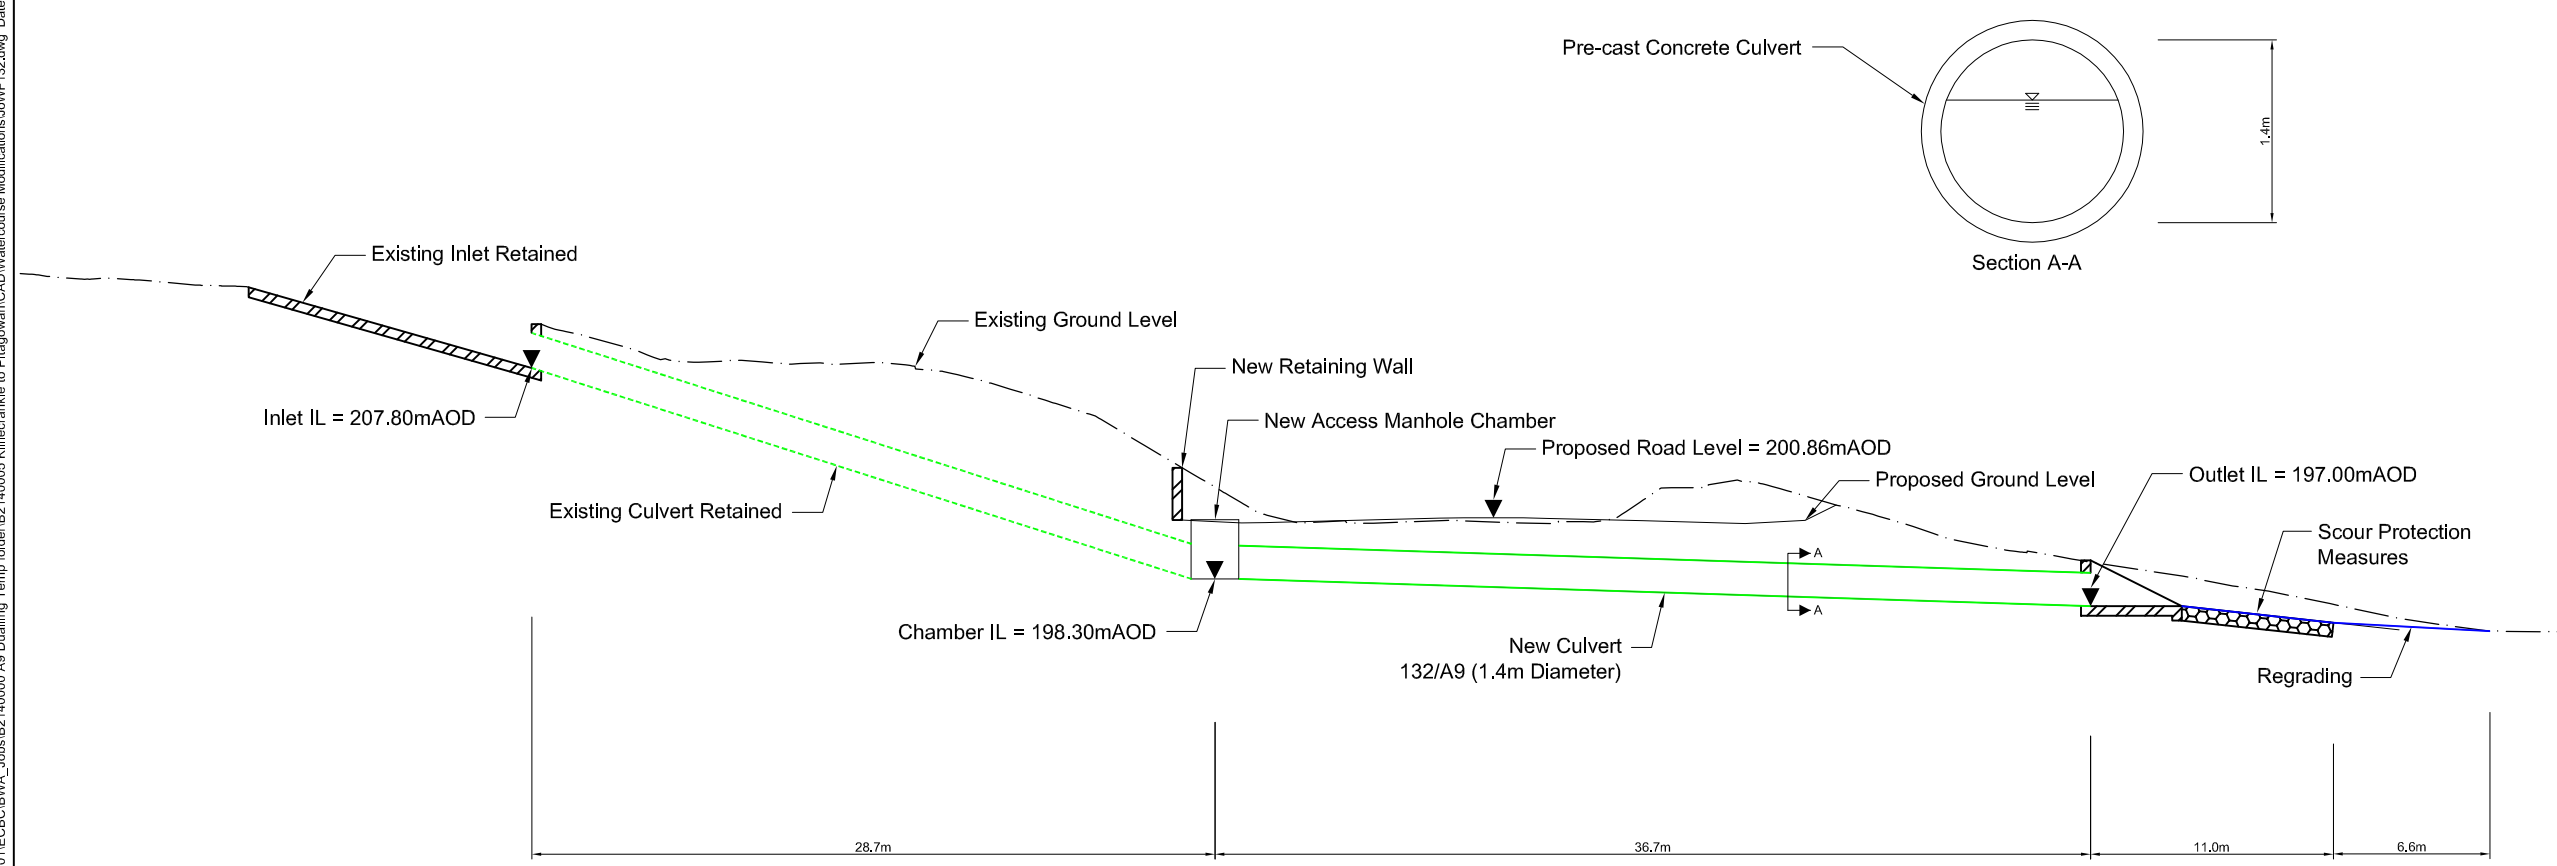 Pre-cast Concrete Culvert
1.4m
Section A-A
Existing Inlet Retained
Existing Ground Level
New Retaining Wall
Inlet IL = 207.80mAOD
New Access Manhole Chamber
Proposed Road Level = 200.86mAOD
Proposed Ground Level
Outlet IL = 197.00mAOD
Existing Culvert Retained
Scour Protection
Measures
A
A
Chamber IL = 198.30mAOD
New Culvert
132/A9 (1.4m Diameter)
Regrading
28.7m
36.7m
11.0m
6.6m